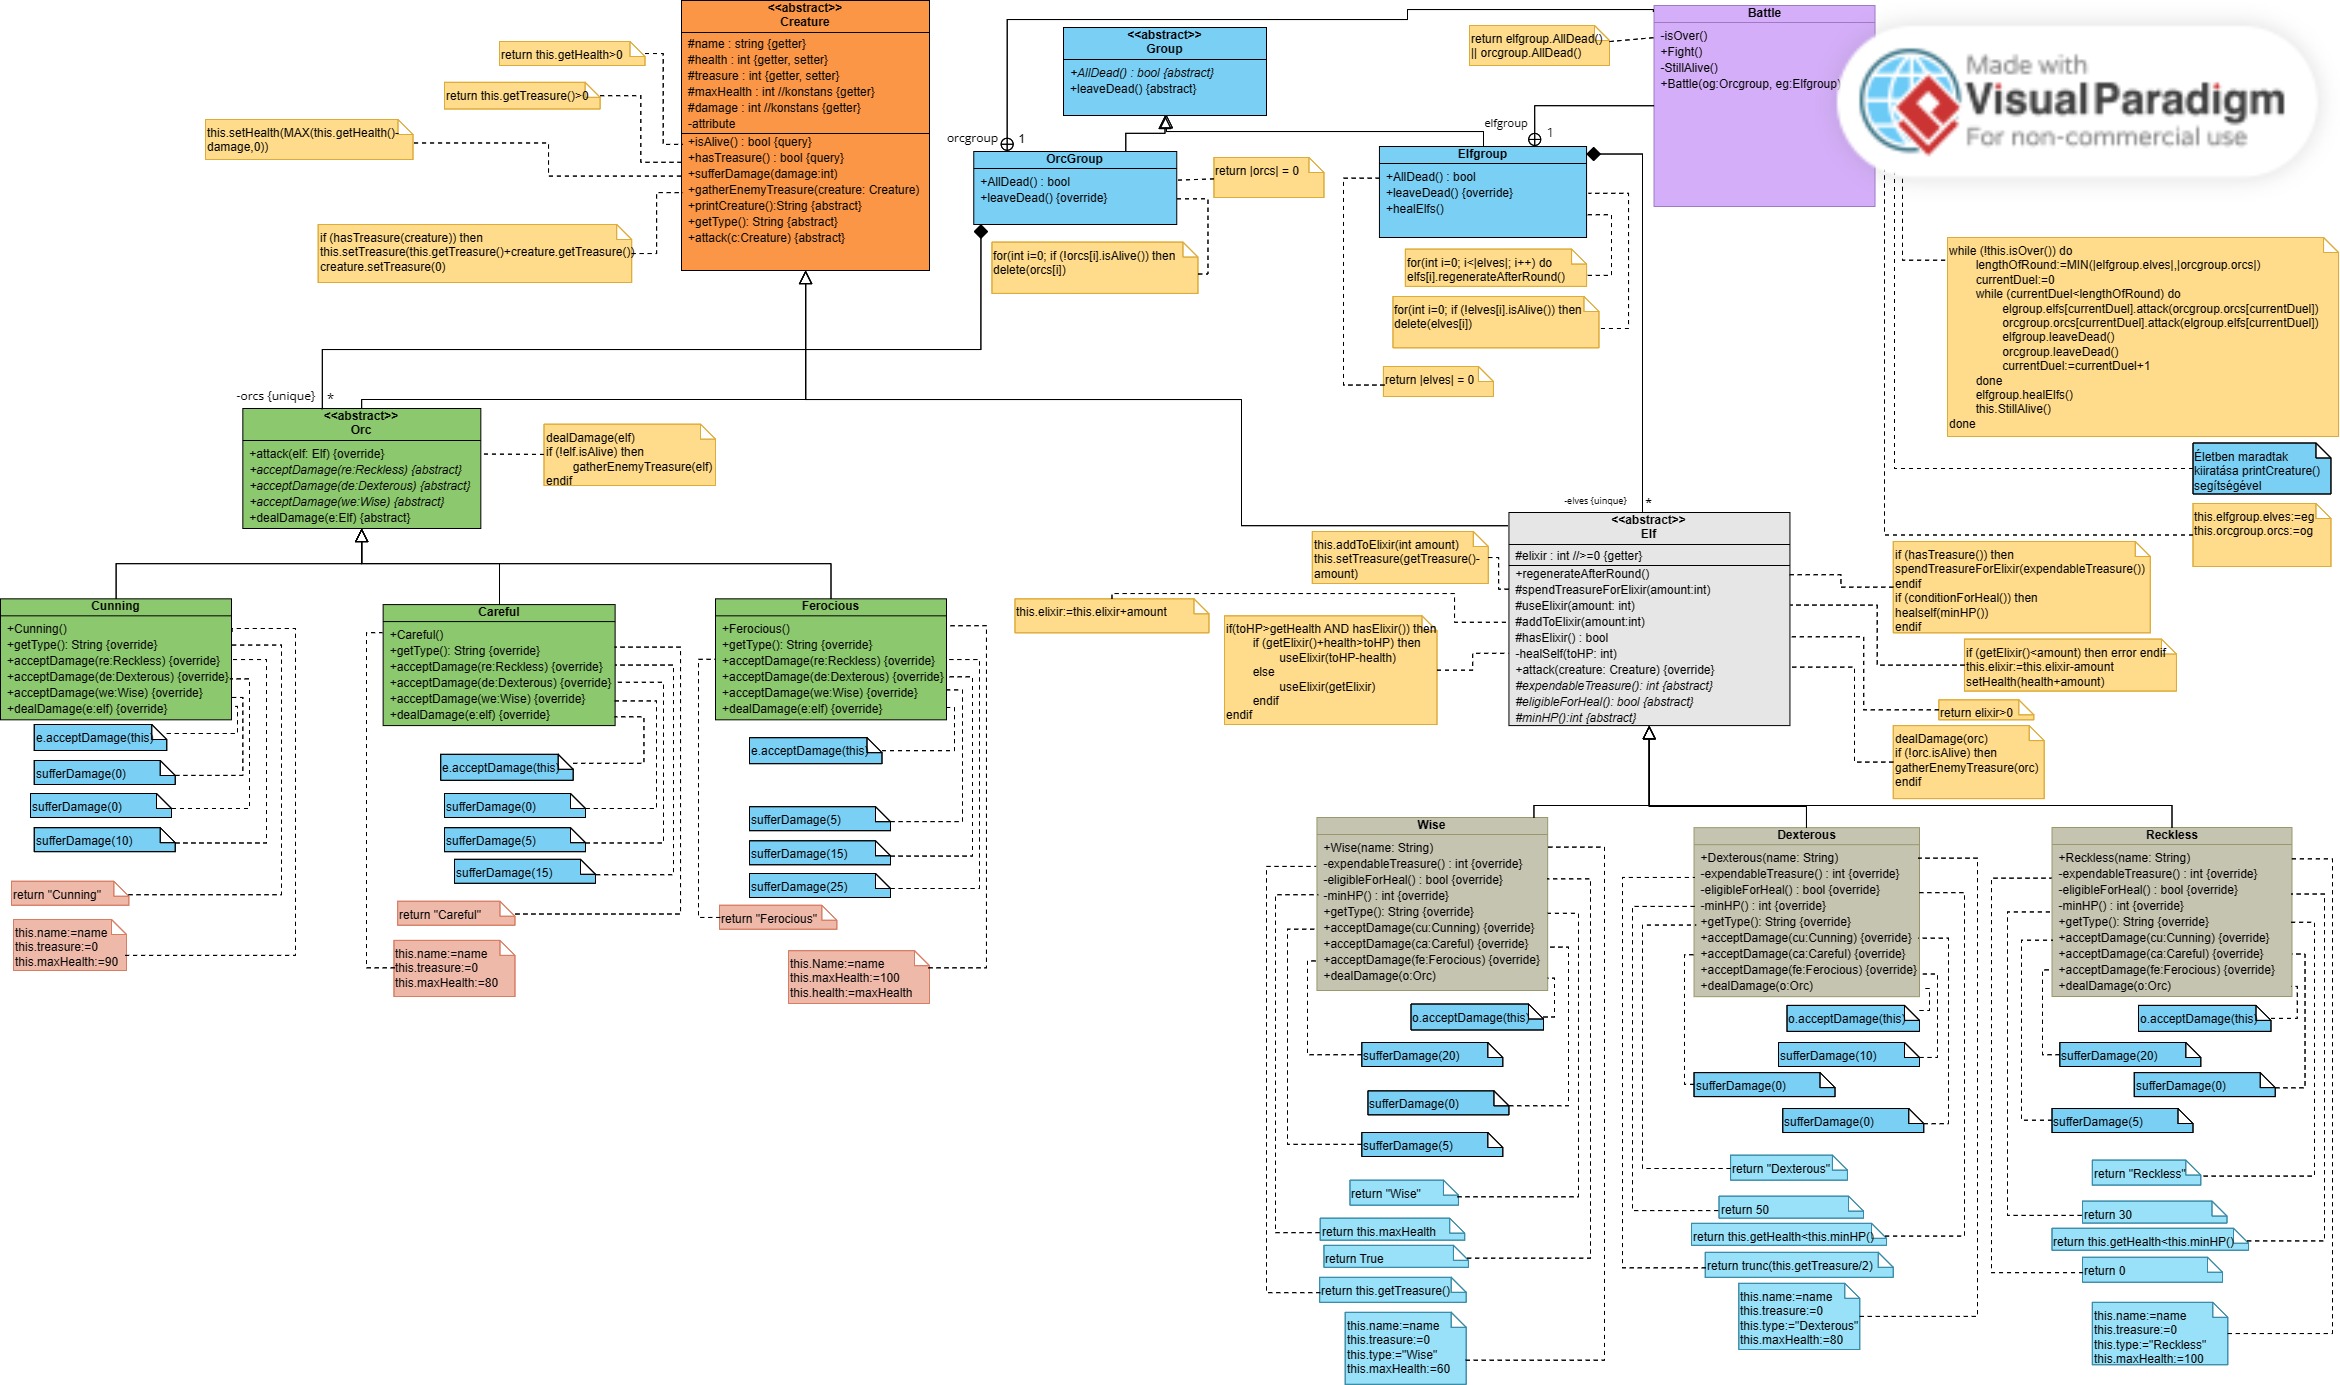 <<abstract>>
Creature
#name : string {getter}
#health : int {getter, setter}
#treasure : int {getter, setter}
#maxHealth : int //konstans {getter}
#damage : int //konstans {getter}
-attribute
+isAlive() : bool {query}
+hasTreasure() : bool {query}
+sufferDamage(damage:int)
+gatherEnemyTreasure(creature: Creature)
+printCreature():String {abstract}
+getType(): String {abstract}
+attack(c:Creature) {abstract}
return this.getHealth>0
return this.getTreasure()>0
this.setHealth(MAX(this.getHealth()-
damage,0))
if (hasTreasure(creature)) then
this.setTreasure(this.getTreasure()+creature.getTreasure())
creature.setTreasure(0)
<<abstract>>
Group
+AllDead() : bool {abstract}
+leaveDead() {abstract}
orcgroup
1
OrcGroup
+AllDead() : bool
+leaveDead() {override}
return |orcs| = 0
for(int i=0; if (!orcs[i].isAlive()) then
delete(orcs[i])
elfgroup
1
Elfgroup
+AllDead() : bool
+leaveDead() {override}
+healElfs()
for(int i=0; i<|elves|; i++) do
elfs[i].regenerateAfterRound()
for(int i=0; if (!elves[i].isAlive()) then
delete(elves[i])
return |elves| = 0
return elfgroup.AllDead()
|| orcgroup.AllDead()
Battle
-isOver()
+Fight()
-StillAlive()
+Battle(og:Orcgroup, eg:Elfgroup)
Made with
VisualParadigm
For non-commercial use
while (!this.isOver()) do
lengthOfRound:=MIN(|elfgroup.elves|,|orcgroup.orcs|)
currentDuel:=0
while (currentDuel<lengthOfRound) do
elgroup.elfs[currentDuel].attack(orcgroup.orcs[currentDuel])
orcgroup.orcs[currentDuel].attack(elgroup.elfs[currentDuel])
elfgroup.leaveDead()
orcgroup.leaveDead()
currentDuel:=currentDuel+1
done
elfgroup.healElfs()
this.StillAlive()
done
Életben maradtak
kiiratása printCreature()
segítségével
this.elfgroup.elves:=eg
this.orcgroup.orcs:=og
-orcs {unique}
*
<<abstract>>
Orc
+attack(elf: Elf) {override}
+acceptDamage(re:Reckless) {abstract}
+acceptDamage(de:Dexterous) {abstract}
+acceptDamage(we:Wise) {abstract}
+dealDamage(e:Elf) {abstract}
dealDamage(elf)
if (!elf.isAlive) then
gatherEnemyTreasure(elf)
endif
-elves {uinque}
*
<<abstract>>
Elf
#elixir : int //>=0 {getter}
+regenerateAfterRound()
#spendTreasureForElixir(amount:int)
#useElixir(amount: int)
#addToElixir(amount:int)
#hasElixir() : bool
-healSelf(toHP: int)
+attack(creature: Creature) {override}
#expendableTreasure(): int {abstract}
#eligibleForHeal(): bool {abstract}
#minHP():int {abstract}
this.addToElixir(int amount)
this.setTreasure(getTreasure()-
amount)
this.elixir:=this.elixir+amount
if(toHP>getHealth AND hasElixir()) then
if (getElixir()+health>toHP) then
useElixir(toHP-health)
else
useElixir(getElixir)
endif
endif
if (hasTreasure()) then
spendTreasureForElixir(expendableTreasure())
endif
if (conditionForHeal()) then
healself(minHP())
endif
if (getElixir()<amount) then error endif
this.elixir:=this.elixir-amount
setHealth(health+amount)
return elixir>0
dealDamage(orc)
if (!orc.isAlive) then
gatherEnemyTreasure(orc)
endif
Cunning
+Cunning()
+getType(): String {override}
+acceptDamage(re:Reckless) {override}
+acceptDamage(de:Dexterous) {override}
+acceptDamage(we:Wise) {override}
+dealDamage(e:elf) {override}
e.acceptDamage(this)
sufferDamage(0)
sufferDamage(0)
sufferDamage(10)
return "Cunning"
this.name:=name
this.treasure:=0
this.maxHealth:=90
Careful
+Careful()
+getType(): String {override}
+acceptDamage(re:Reckless) {override}
+acceptDamage(de:Dexterous) {override}
+acceptDamage(we:Wise) {override}
+dealDamage(e:elf) {override}
e.acceptDamage(this)
sufferDamage(0)
sufferDamage(5)
sufferDamage(15)
return "Careful"
this.name:=name
this.treasure:=0
this.maxHealth:=80
Ferocious
+Ferocious()
+getType(): String {override}
+acceptDamage(re:Reckless) {override}
+acceptDamage(de:Dexterous) {override}
+acceptDamage(we:Wise) {override}
+dealDamage(e:elf) {override}
e.acceptDamage(this)
sufferDamage(5)
sufferDamage(15)
sufferDamage(25)
return "Ferocious"
this.Name:=name
this.maxHealth:=100
this.health:=maxHealth
Wise
+Wise(name: String)
-expendableTreasure() : int {override}
-eligibleForHeal() : bool {override}
-minHP() : int {override}
+getType(): String {override}
+acceptDamage(cu:Cunning) {override}
+acceptDamage(ca:Careful) {override}
+acceptDamage(fe:Ferocious) {override}
+dealDamage(o:Orc)
o.acceptDamage(this)
sufferDamage(20)
sufferDamage(0)
sufferDamage(5)
return "Wise"
return this.maxHealth
return True
return this.getTreasure()
this.name:=name
this.treasure:=0
this.type:="Wise"
this.maxHealth:=60
Dexterous
+Dexterous(name: String)
-expendableTreasure() : int {override}
-eligibleForHeal() : bool {override}
-minHP() : int {override}
+getType(): String {override}
+acceptDamage(cu:Cunning) {override}
+acceptDamage(ca:Careful) {override}
+acceptDamage(fe:Ferocious) {override}
+dealDamage(o:Orc)
o.acceptDamage(this)
sufferDamage(10)
sufferDamage(0)
sufferDamage(0)
return "Dexterous"
return 50
return this.getHealth<this.minHP()
return trunc(this.getTreasure/2)
this.name:=name
this.treasure:=0
this.type:="Dexterous"
this.maxHealth:=80
Reckless
+Reckless(name: String)
-expendableTreasure() : int {override}
-eligibleForHeal() : bool {override}
-minHP() : int {override}
+getType(): String {override}
+acceptDamage(cu:Cunning) {override}
+acceptDamage(ca:Careful) {override}
+acceptDamage(fe:Ferocious) {override}
+dealDamage(o:Orc)
o.acceptDamage(this)
sufferDamage(20)
sufferDamage(0)
sufferDamage(5)
return "Reckless"
return 30
return this.getHealth<this.minHP()
return 0
this.name:=name
this.treasure:=0
this.type:="Reckless"
this.maxHealth:=100